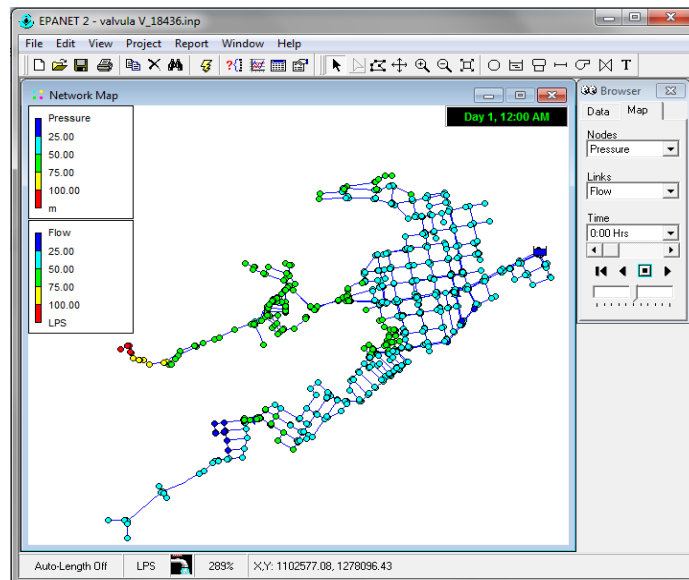 EPANET 2 - valvula V_18436.inp
File Edit View Project Report Window Help
T
Network Map
Day 1, 12:00 AM
Pressure
25.00
50.00
75.00
100.00
m
Flow
25.00
50.00
75.00
100.00
LPS
Browser
Data Map
Nodes
Pressure
Links
Flow
Time
0:00 Hrs
Auto-Length Off LPS 289% X,Y: 1102577.08, 1278096.43